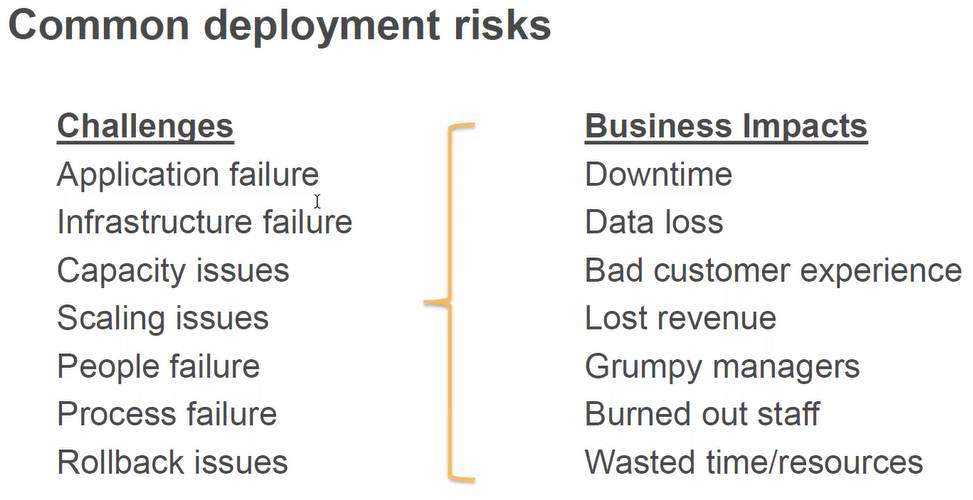 Common deployment risks
Challenges
Application failure
Infrastructure failure
Capacity issues
Scaling issues
People failure
Process failure
Rollback issues
Business Impacts
Downtime
Data loss
Bad customer experience
Lost revenue
Grumpy managers
Burned out staff
Wasted time/resources